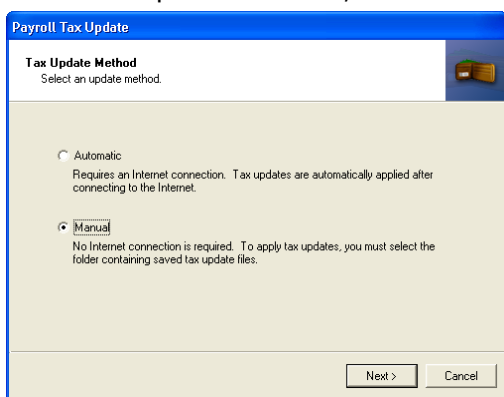 Payroll Tax Update
Tax Update Method
Select an update method.
Automatic
Requires an Internet connection. Tax updates are automatically applied after
connecting to the Internet.
Manual
No Internet connection is required. To apply tax updates, you must select the
folder containing saved tax update files.
Next >
Cancel